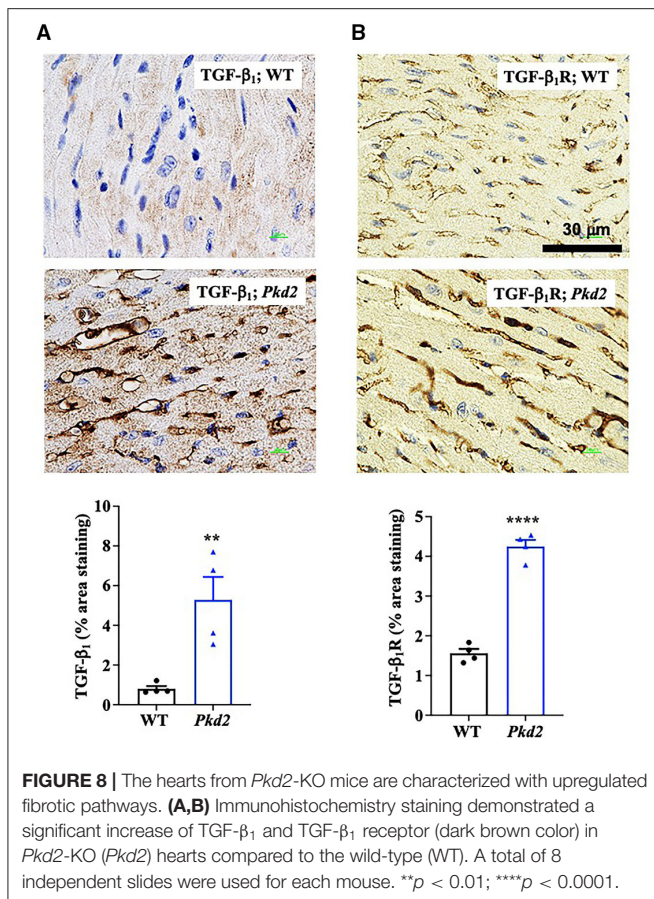 A
B
TGF-β₁; WT
TGF-β₁R; WT
30 µm
TGF-β₁; Pkd2
TGF-β₁R; Pkd2
TGF-β₁ (% area staining)
10
8
6
4
2
0
**
WT
Pkd2
TGF-β₁R (% area staining)
5
4
3
2
1
0
****
WT
Pkd2
FIGURE 8 | The hearts from Pkd2-KO mice are characterized with upregulated
fibrotic pathways. (A,B) Immunohistochemistry staining demonstrated a
significant increase of TGF-β₁ and TGF-β₁ receptor (dark brown color) in
Pkd2-KO (Pkd2) hearts compared to the wild-type (WT). A total of 8
independent slides were used for each mouse. **p < 0.01; ****p < 0.0001.